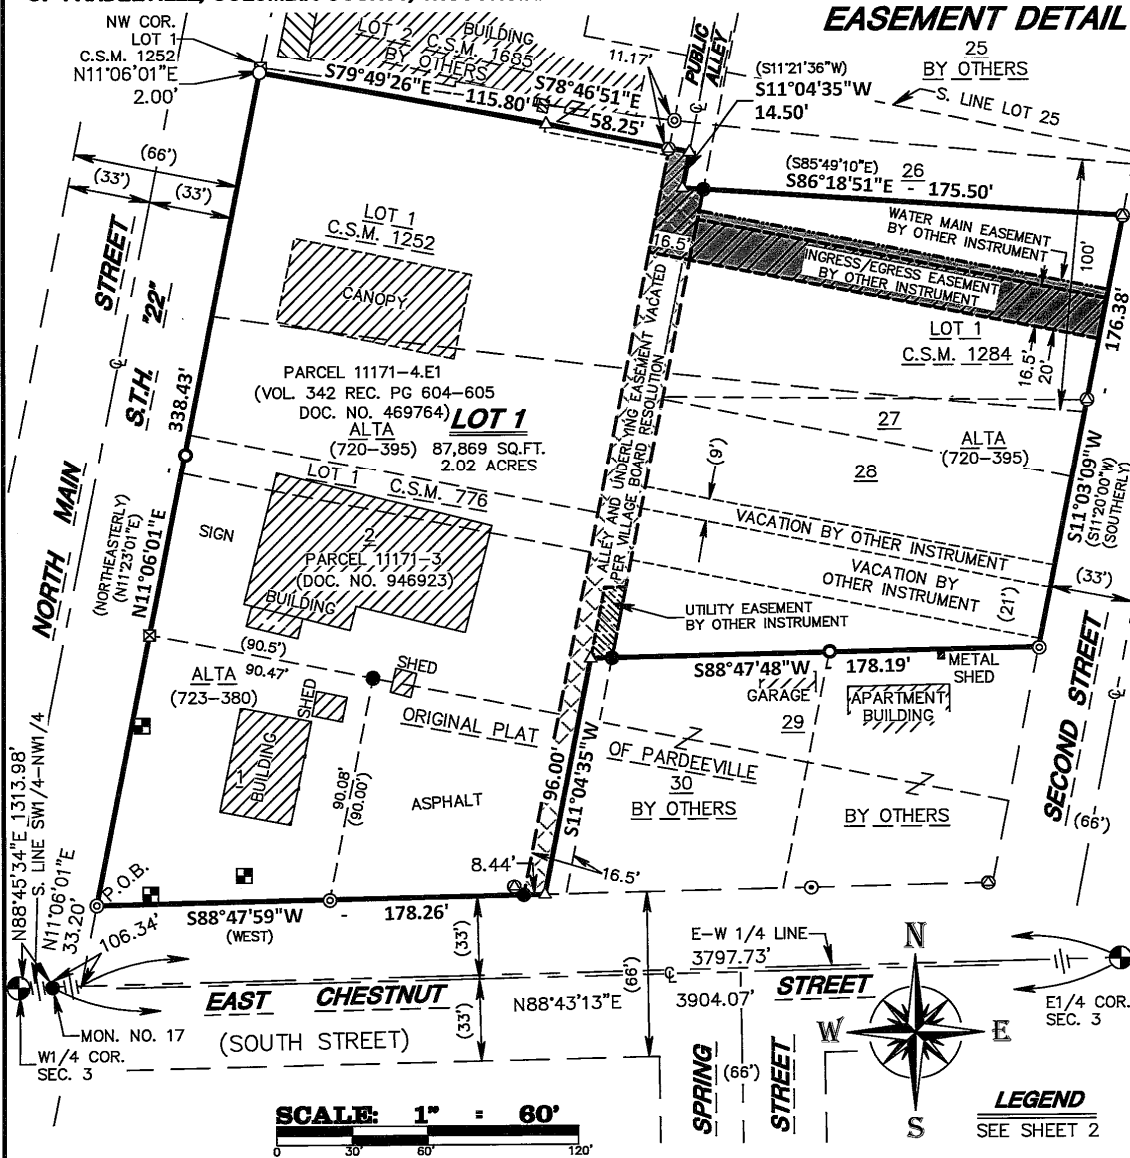 EASEMENT DETAIL
NW COR.
LOT 1
C.S.M. 1252
N11°06'01"E
2.00'
BUILDING
LOT 2 C.S.M. 1685
BY OTHERS
S79°49'26"E
115.80'
S78°46'51"E
58.25'
11.17'
PUBLIC
ALLEY
(S11°21'36"W)
S11°04'35"W
14.50'
25
BY OTHERS
S. LINE LOT 25
(66')
(33')
(33')
(S85°49'10"E)
26
S86°18'51"E - 175.50'
WATER MAIN EASEMENT
BY OTHER INSTRUMENT
100'
LOT 1
C.S.M. 1252
CANOPY
16.5'
INGRESS/EGRESS EASEMENT
BY OTHER INSTRUMENT
LOT 1
C.S.M. 1284
16.5'
20'
176.38'
STREET
S.T.H. "22"
338.43'
PARCEL 11171-4.E1
(VOL. 342 REC. PG 604-605
DOC. NO. 469764)
LOT 1
ALTA
(720-395)
87,869 SQ.FT.
2.02 ACRES
ALLEY AND UNDERLYING EASEMENT VACATED
PER VILLAGE BOARD RESOLUTION
27
ALTA
(720-395)
28
(9')
LOT 1 C.S.M. 776
SIGN
2
PARCEL 11171-3
(DOC. NO. 946923)
BUILDING
VACATION BY OTHER INSTRUMENT
VACATION BY
OTHER INSTRUMENT
(21')
S11°03'09"W
(S11°20'00"W)
(SOUTHERLY)
(33')
NORTH MAIN
(NORTHEASTERLY)
(N11°23'01"E)
N11°06'01"E
UTILITY EASEMENT
BY OTHER INSTRUMENT
(90.5')
90.47'
SHED
ALTA
(723-380)
SHED
S88°47'48"W
178.19'
METAL
SHED
GARAGE
APARTMENT
BUILDING
29
SECOND STREET
(66')
ORIGINAL PLAT
OF PARDEEVILLE
30
BY OTHERS
BY OTHERS
1
BUILDING
90.08'
(90.00')
ASPHALT
96.00'
S11°04'35"W
8.44'
16.5'
N88°45'34"E 1313.98'
S. LINE SW1/4-NW1/4
N11°06'01"E
33.20'
P.O.B.
106.34'
S88°47'59"W - 178.26'
(WEST)
(33')
(33')
(66')
E-W 1/4 LINE
3797.73'
EAST CHESTNUT
STREET
N88°43'13"E
3904.07'
(SOUTH STREET)
MON. NO. 17
W1/4 COR.
SEC. 3
E1/4 COR.
SEC. 3
N
W
E
S
SPRING
(66')
STREET
LEGEND
SEE SHEET 2
SCALE: 1" = 60'
0
30'
60'
120'